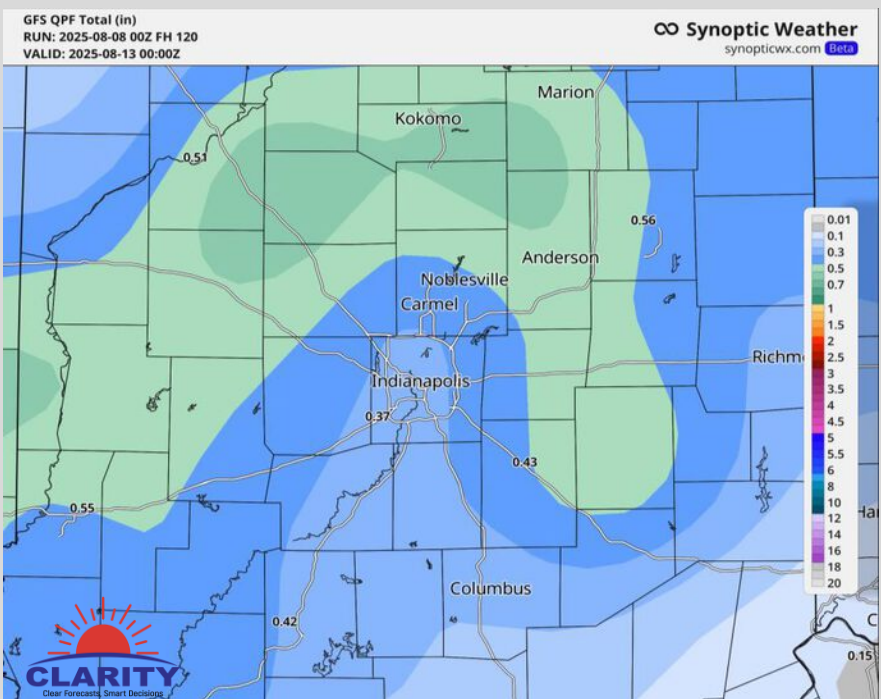 GFS QPF Total (in)
RUN: 2025-08-08 00Z FH 120
VALID: 2025-08-13 00:00Z
Synoptic Weather
synopticwx.com Beta
Marion
Kokomo
0.51
0.56
Anderson
Noblesville
Carmel
Richm
Indianapolis
0.37
0.43
0.55
Columbus
0.42
0.15
0.01
0.1
0.3
0.5
0.7
1
1.5
2
2.5
3
3.5
4
4.5
5
5.5
6
8
10
12
14
16
18
20
Ha
C
CLARITY
Clear Forecasts, Smart Decisions